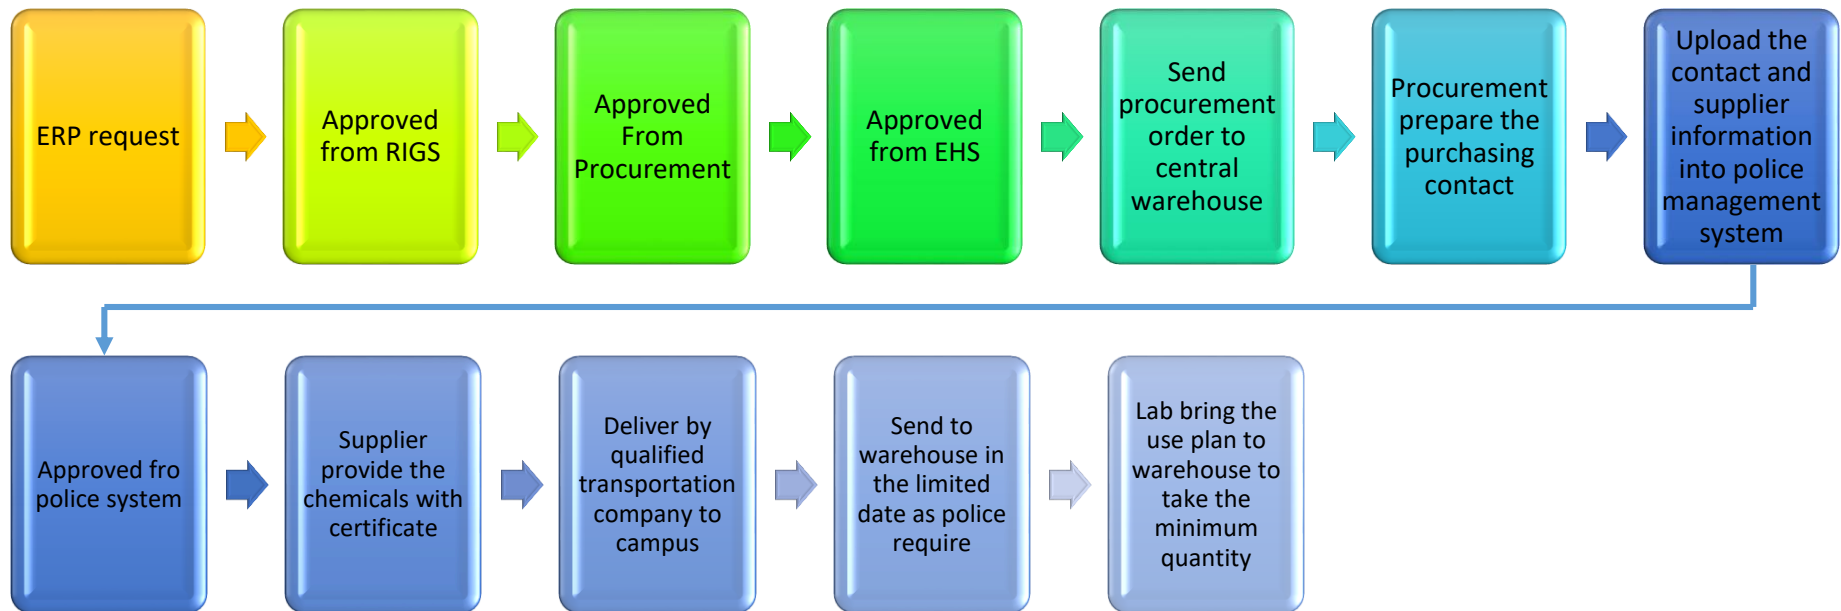 ERP request
Approved
from RIGS
Approved
From
Procurement
Approved
from EHS
Send
procurement
order to
central
warehouse
Procurement
prepare the
purchasing
contact
Upload the
contact and
supplier
information
into police
management
system
Approved fro
police system
Supplier
provide the
chemicals with
certificate
Deliver by
qualified
transportation
company to
campus
Send to
warehouse in
the limited
date as police
require
Lab bring the
use plan to
warehouse to
take the
minimum
quantity